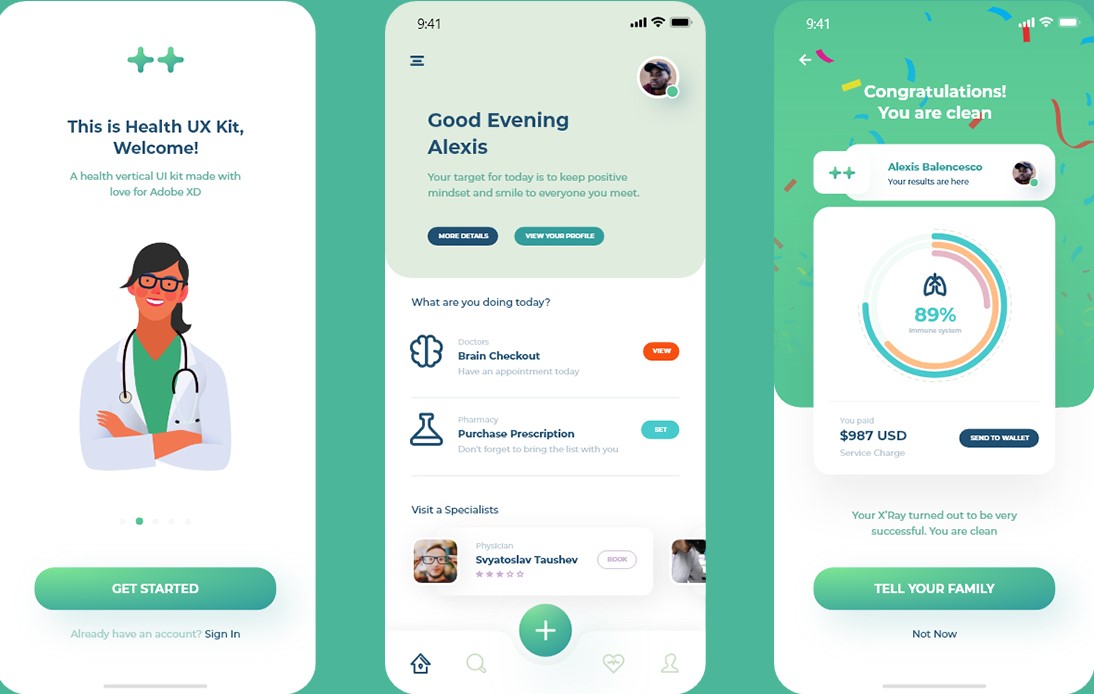 This is Health UX Kit,
Welcome!
A health vertical UI kit made with
love for Adobe XD
GET STARTED
Already have an account? Sign In
9:41
Good Evening
Alexis
Your target for today is to keep positive
mindset and smile to everyone you meet.
MORE DETAILS
VIEW YOUR PROFILE
What are you doing today?
Doctors
Brain Checkout
Have an appointment today
VIEW
Pharmacy
Purchase Prescription
Don't forget to bring the list with you
SET
Visit a Specialists
Physician
Svyatoslav Taushev
BOOK
9:41
Congratulations!
You are clean
Alexis Balencesco
Your results are here
89%
Immune system
You paid
$987 USD
Service Charge
SEND TO WALLET
Your X'Ray turned out to be very
successful. You are clean
TELL YOUR FAMILY
Not Now